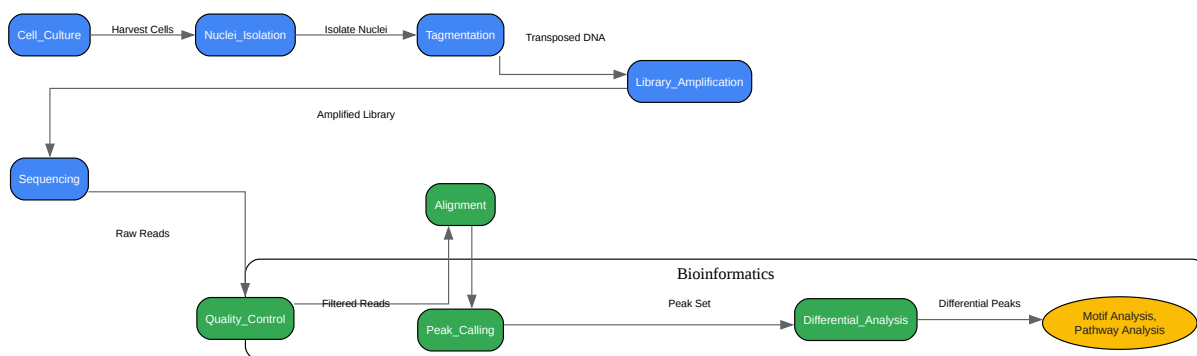 Cell_Culture
Harvest Cells
Nuclei_Isolation
Isolate Nuclei
Tagmentation
Transposed DNA
Library_Amplification
Amplified Library
Sequencing
Raw Reads
Alignment
Bioinformatics
Quality_Control
Filtered Reads
Peak_Calling
Peak Set
Differential_Analysis
Differential Peaks
Motif Analysis,
Pathway Analysis